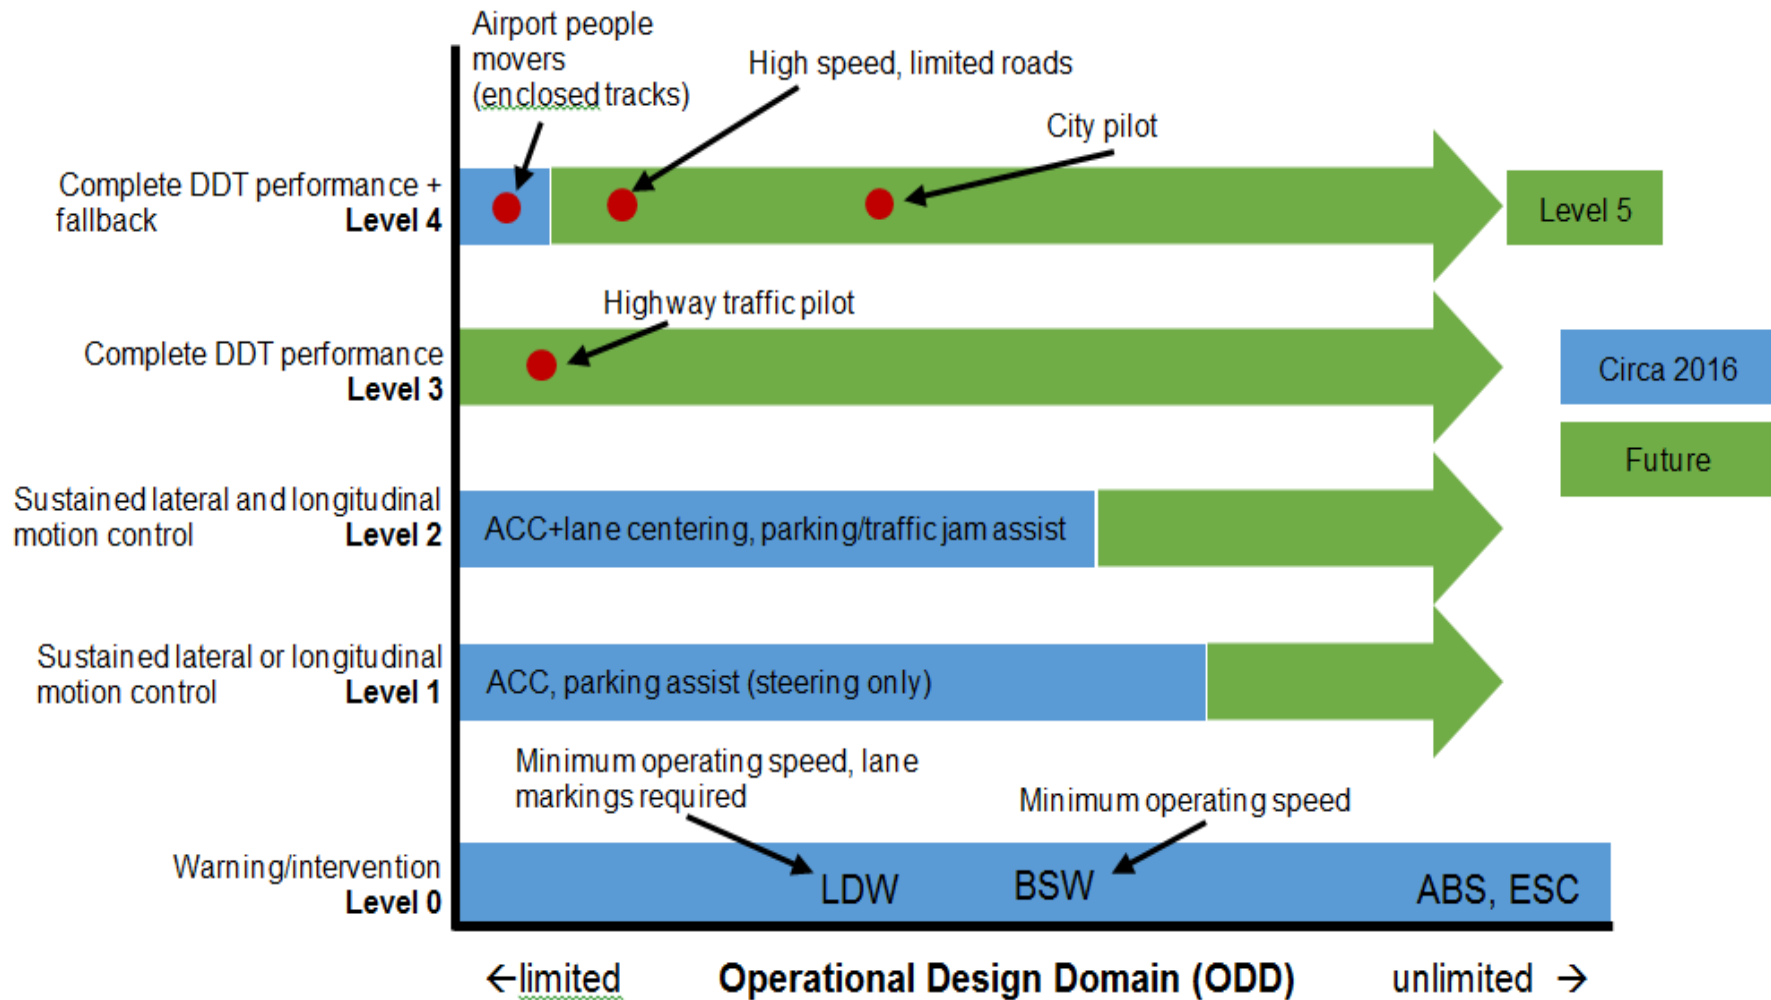 Airport people
movers
(enclosed tracks)
High speed, limited roads
City pilot
Complete DDT performance +
fallback Level 4
Level 5
Highway traffic pilot
Complete DDT performance
Level 3
Circa 2016
Future
Sustained lateral and longitudinal
motion control Level 2
ACC+lane centering, parking/traffic jam assist
Sustained lateral or longitudinal
motion control Level 1
ACC, parking assist (steering only)
Minimum operating speed, lane
markings required
Minimum operating speed
Warning/intervention
Level 0
LDW
BSW
ABS, ESC
←limited Operational Design Domain (ODD) unlimited →